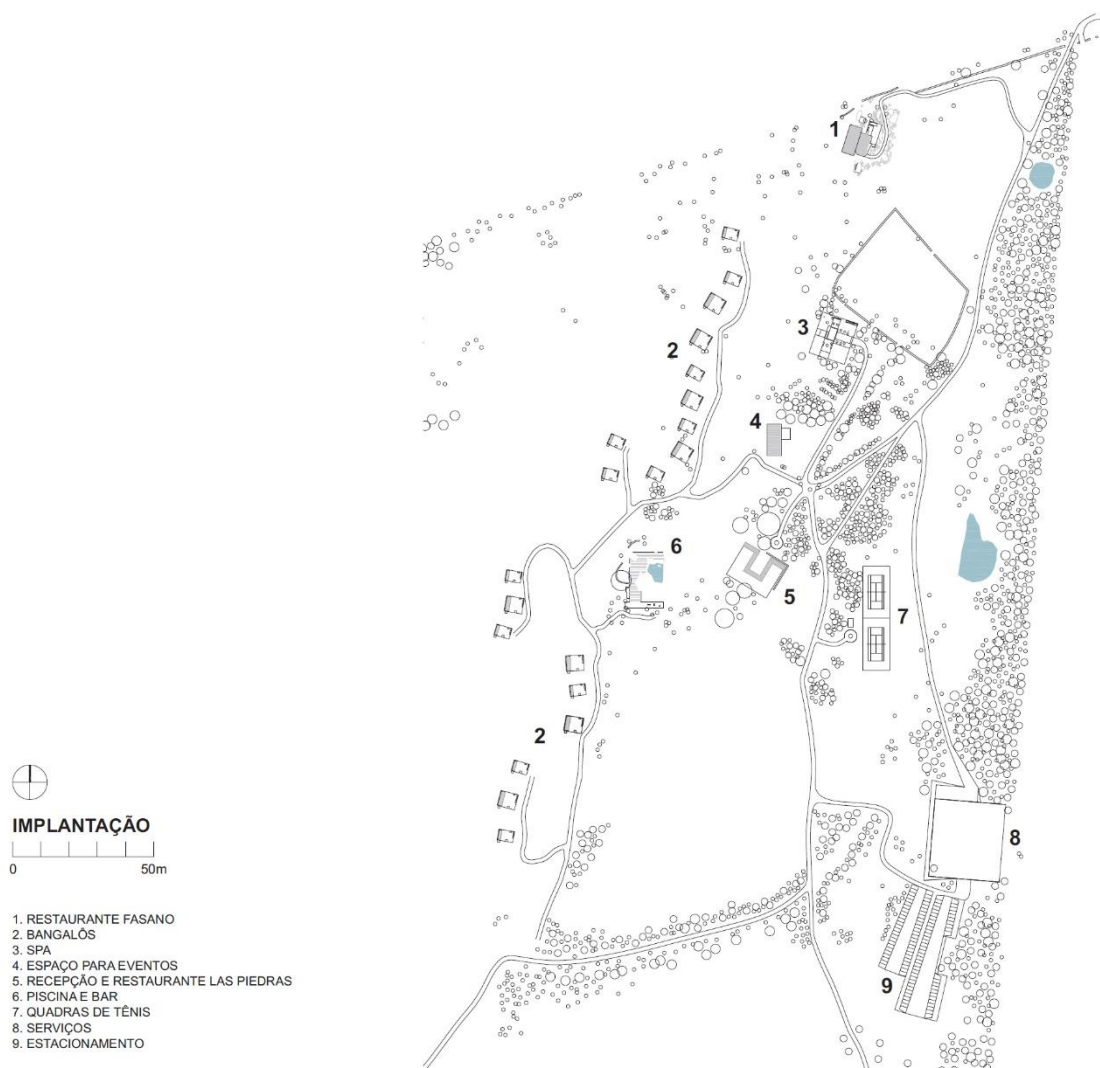 1
2
3
4
6
5
7
2
8
9
IMPLANTAÇÃO
0 50m
1. RESTAURANTE FASANO
2. BANGALÔS
3. SPA
4. ESPAÇO PARA EVENTOS
5. RECEPÇÃO E RESTAURANTE LAS PIEDRAS
6. PISCINA E BAR
7. QUADRAS DE TÊNIS
8. SERVIÇOS
9. ESTACIONAMENTO